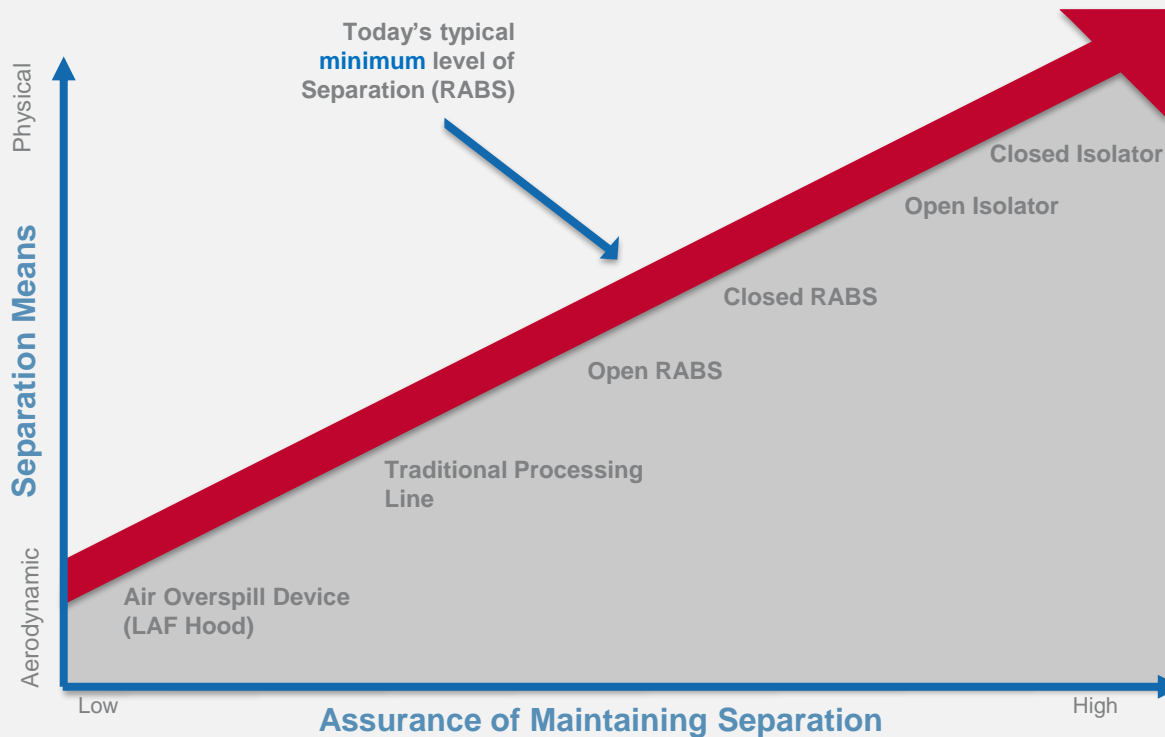 Today’s typical
minimum level of
Separation (RABS)
Physical
Separation Means
Aerodynamic
Closed Isolator
Open Isolator
Closed RABS
Open RABS
Traditional Processing
Line
Air Overspill Device
(LAF Hood)
Low
High
Assurance of Maintaining Separation